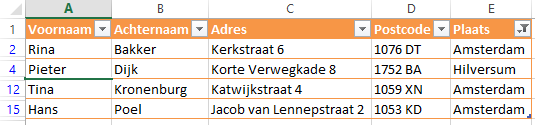 A B C D E
1 Voornaam Achternaam Adres Postcode Plaats
2 Rina Bakker Kerkstraat 6 1076 DT Amsterdam
4 Pieter Dijk Korte Verwegkade 8 1752 BA Hilversum
12 Tina Kronenburg Katwijkstraat 4 1059 XN Amsterdam
15 Hans Poel Jacob van Lennepstraat 2 1053 KD Amsterdam